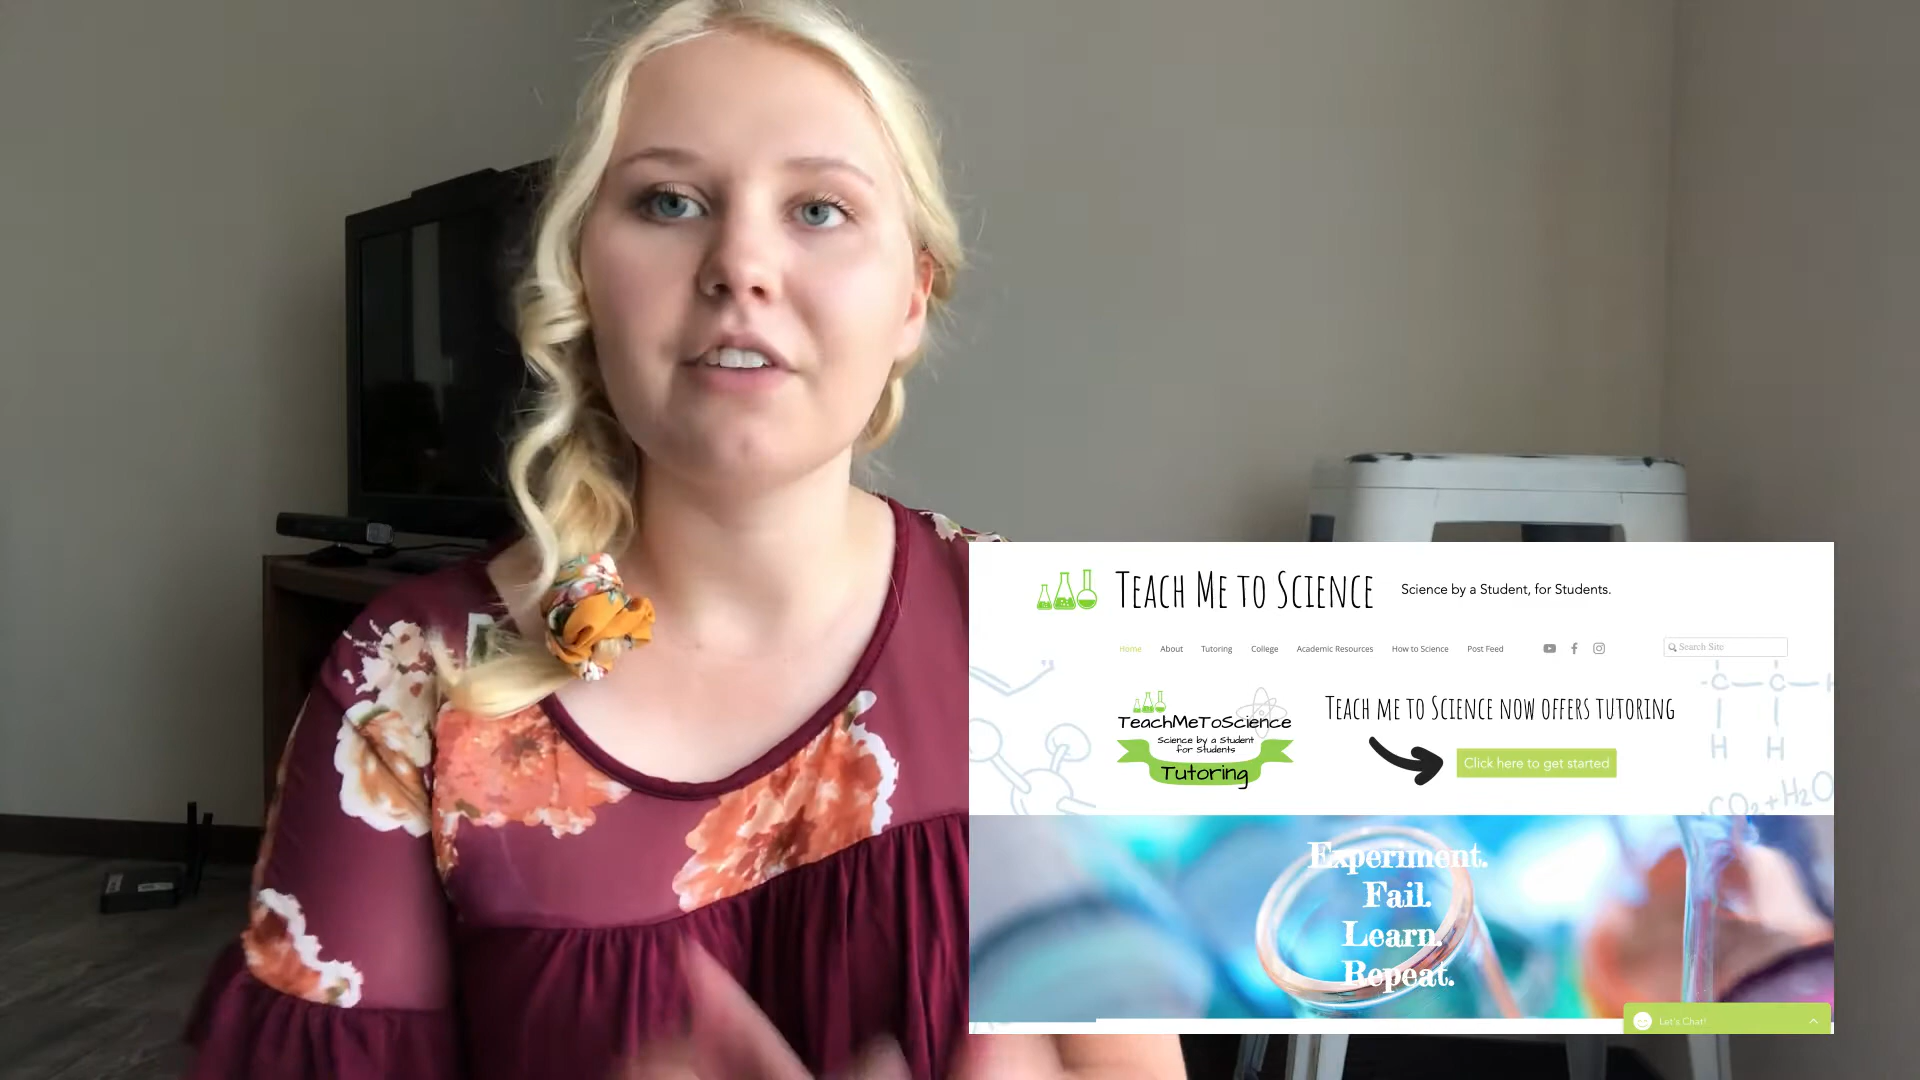 Teach Me to Science
Science by a Student, for Students.
Home About Tutoring College Academic Resources How to Science Post Feed
Search Site
TeachMeToScience
Science by a Student
for Students
Tutoring
Teach me to Science now offers tutoring
Click here to get started
C—C—H
H H
CO₂+H₂O
Experiment.
Fail.
Learn.
Repeat.
Let's Chat!